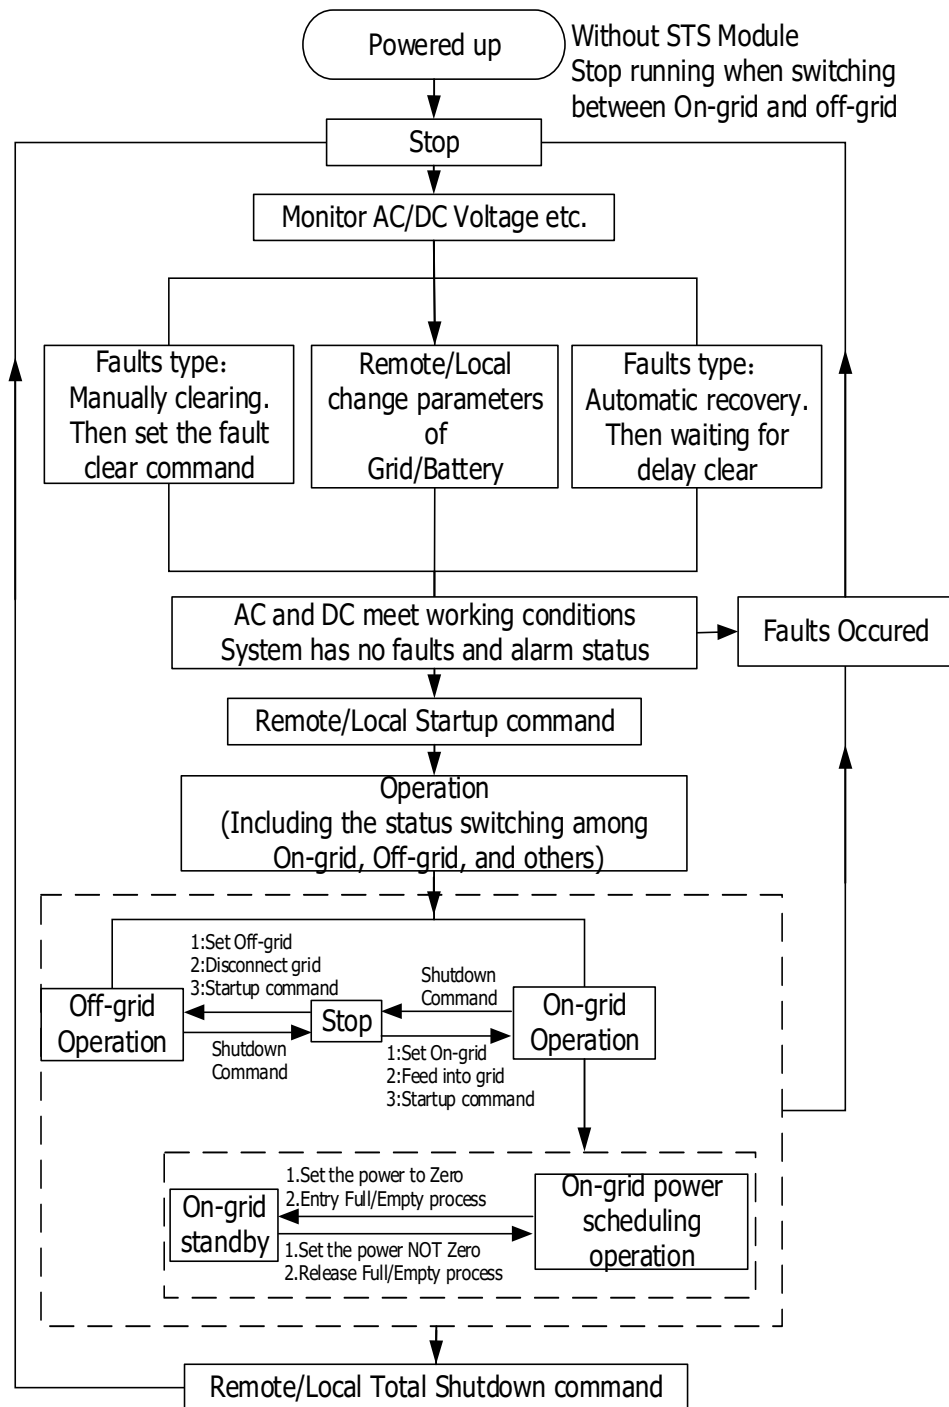 Powered up
Without STS Module
Stop running when switching
between On-grid and off-grid
Stop
Monitor AC/DC Voltage etc.
Faults type:
Manually clearing.
Then set the fault
clear command
Remote/Local
change parameters
of
Grid/Battery
Faults type:
Automatic recovery.
Then waiting for
delay clear
AC and DC meet working conditions
System has no faults and alarm status
Faults Occured
Remote/Local Startup command
Operation
(Including the status switching among
On-grid, Off-grid, and others)
1:Set Off-grid
2:Disconnect grid
3:Startup command
Shutdown
Command
Off-grid
Operation
Stop
On-grid
Operation
Shutdown
Command
1:Set On-grid
2:Feed into grid
3:Startup command
1.Set the power to Zero
2.Entry Full/Empty process
On-grid
standby
On-grid power
scheduling
operation
1.Set the power NOT Zero
2.Release Full/Empty process
Remote/Local Total Shutdown command